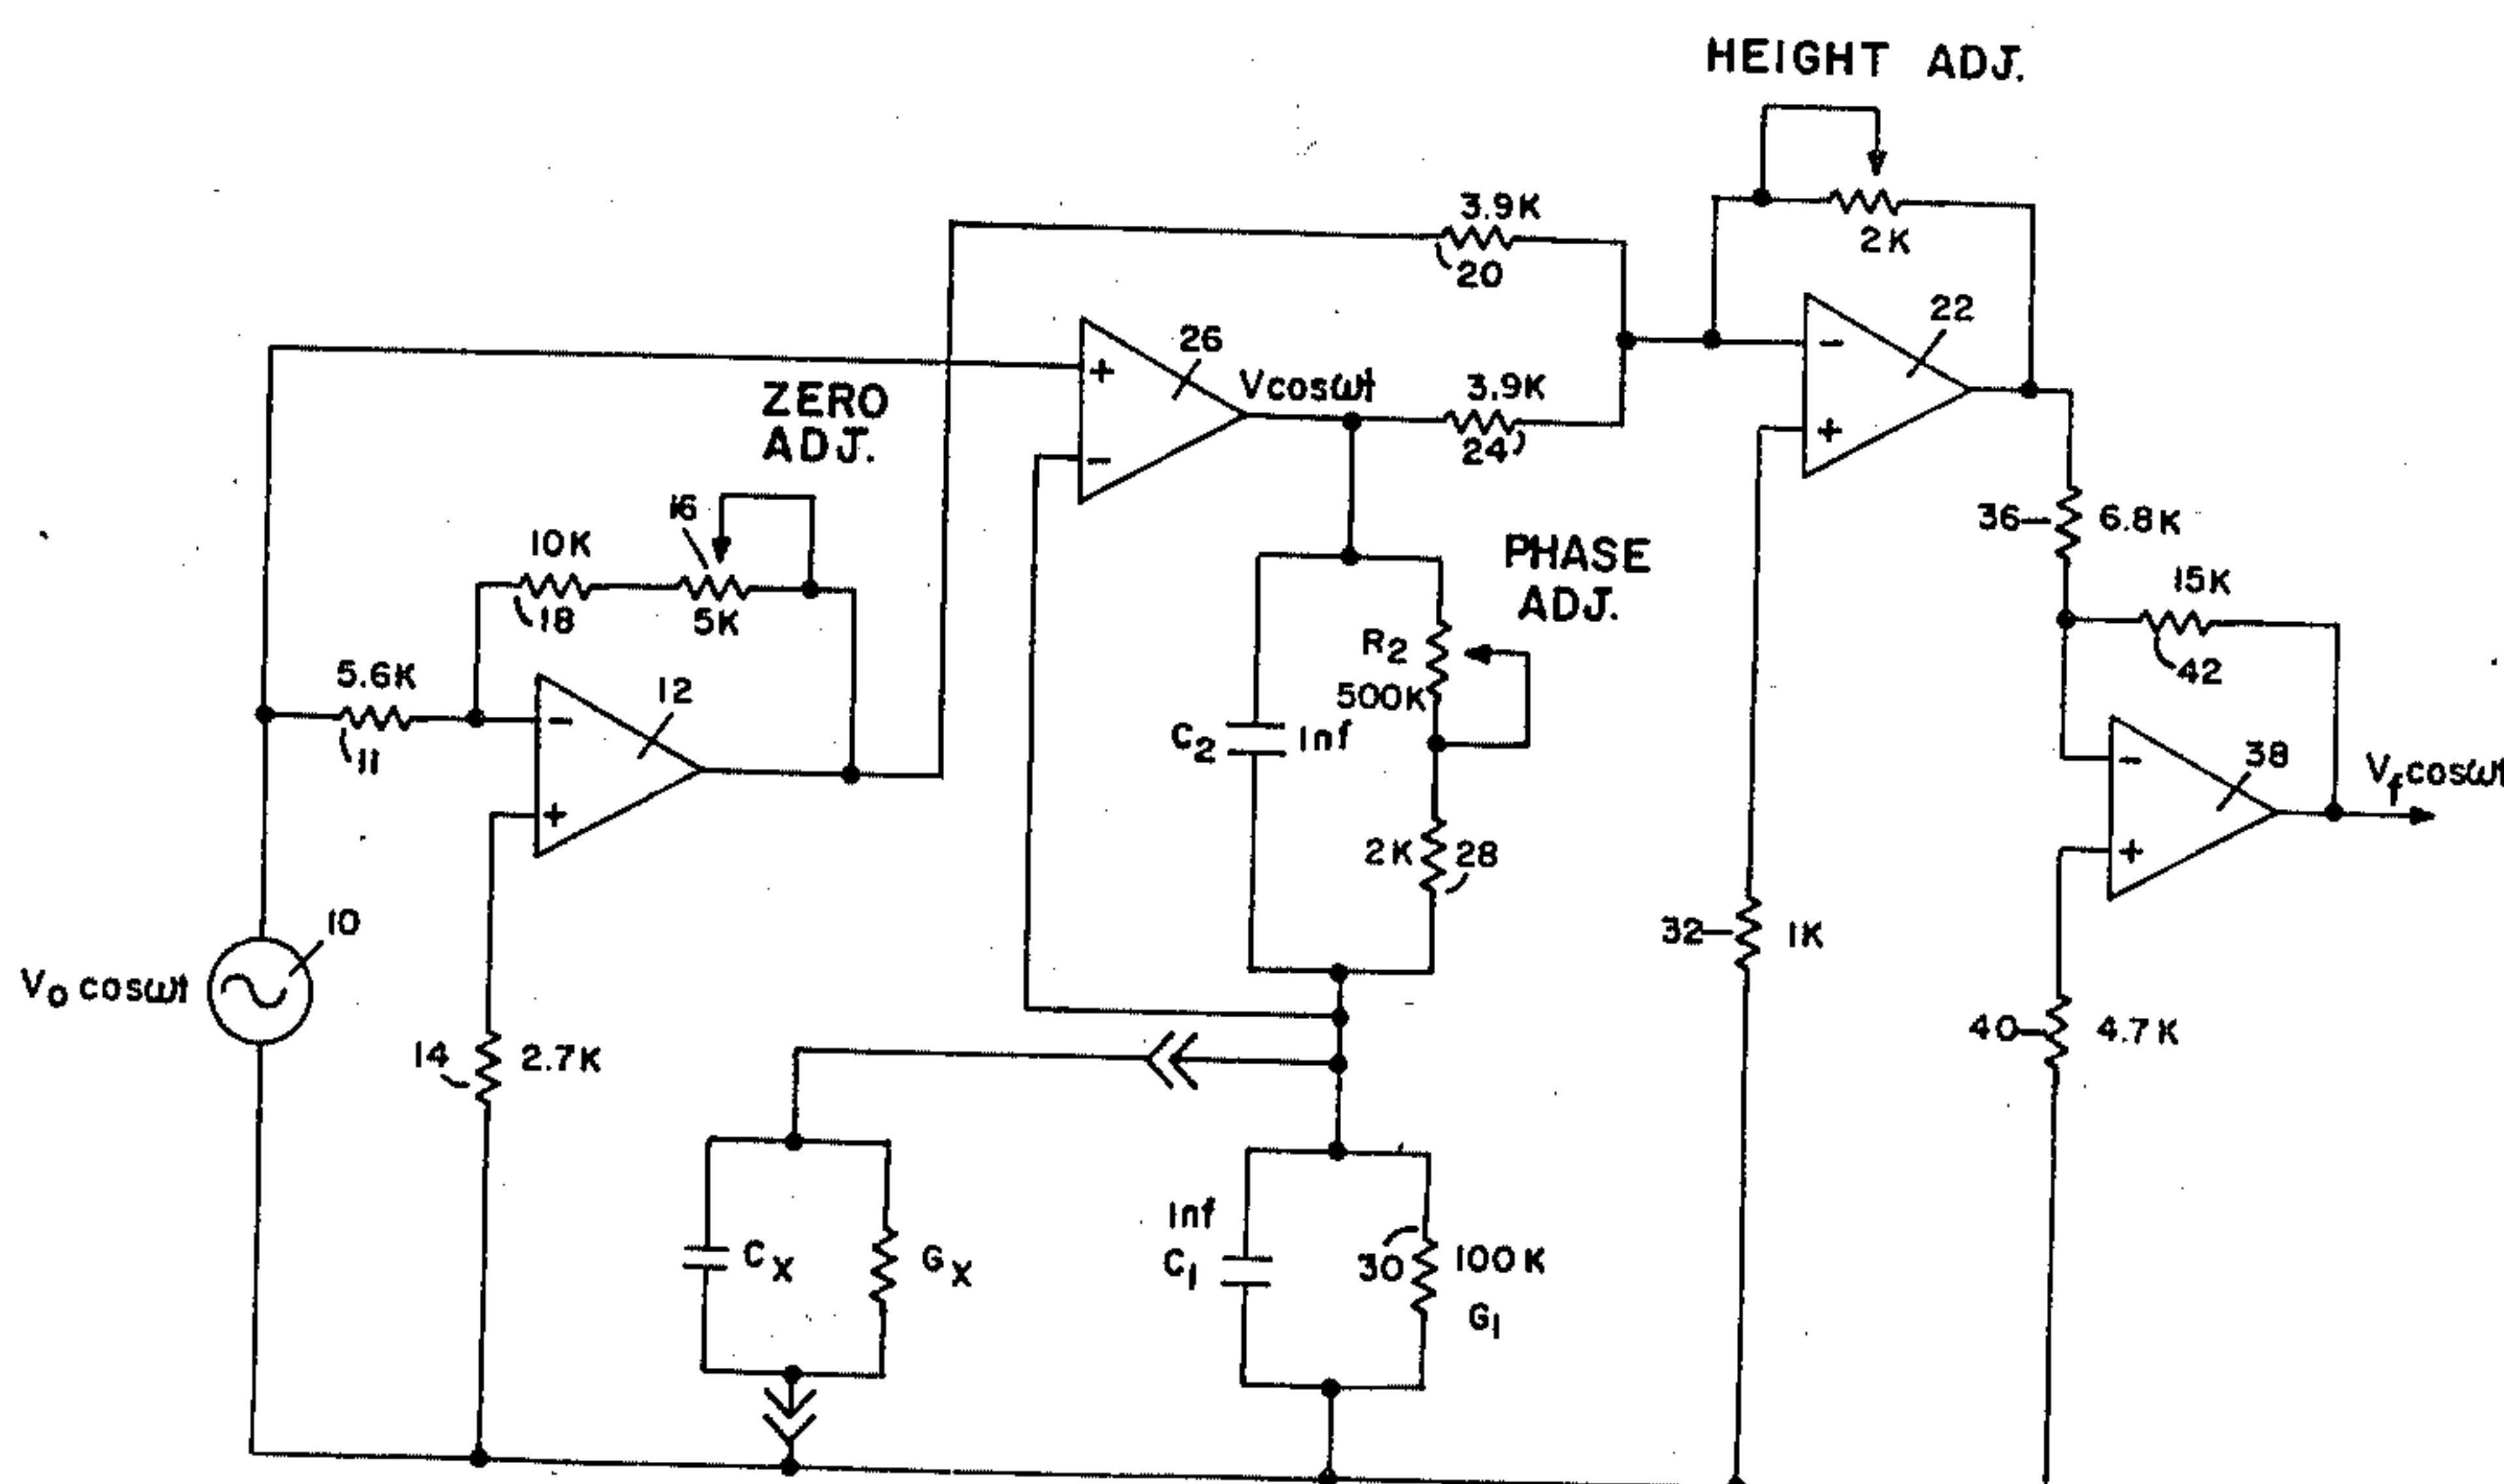 HEIGHT ADJ.
2K
3.9K
20
22
-
+
26
+
-
Vcosωt
3.9K
24
ZERO
ADJ.
16
10K
18
5K
5.6K
11
12
-
+
PHASE
ADJ.
R2
500K
C2
1nf
2K
28
36
6.8K
15K
42
38
-
+
Vfcosωt
10
Vo cosωt
14
2.7K
32
1K
40
4.7K
Cx
Gx
1nf
C1
30
100K
G1